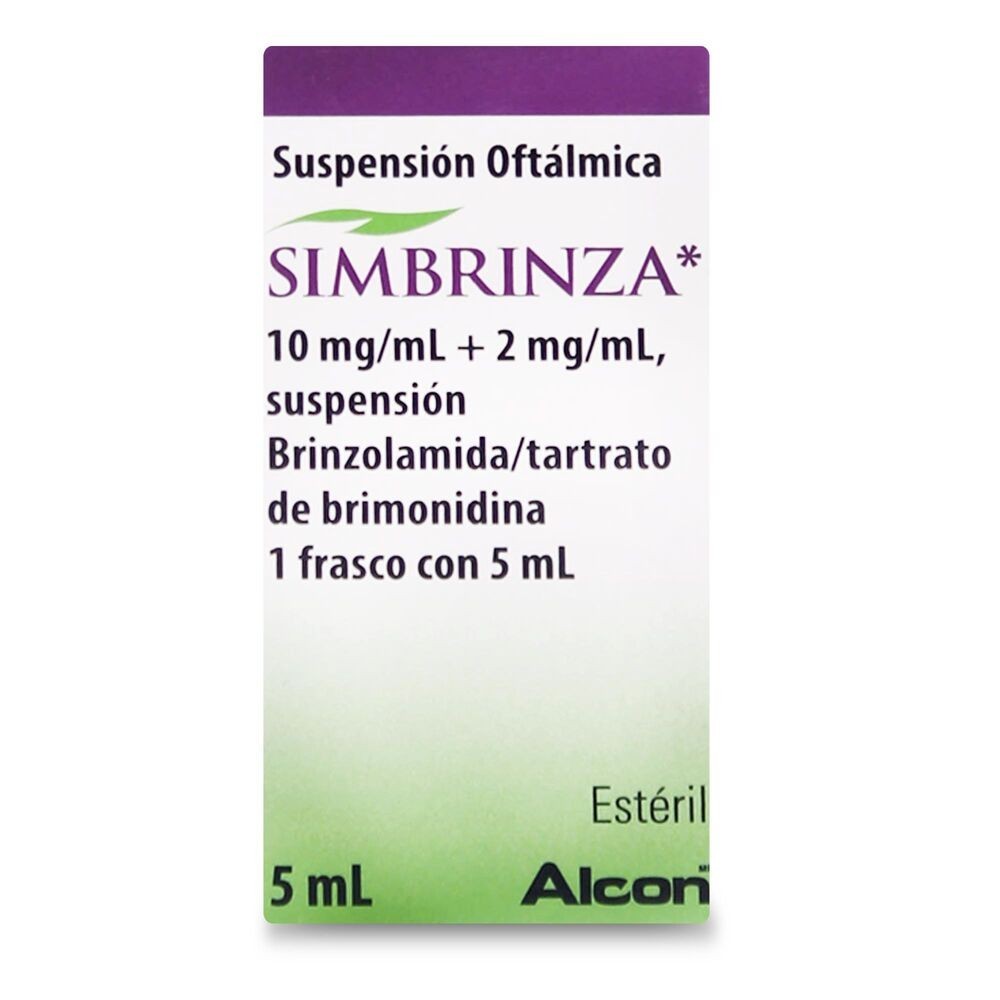 Suspensión Oftálmica
SIMBRINZA*
10 mg/mL + 2 mg/mL,
suspensión
Brinzolamida/tartrato
de brimonidina
1 frasco con 5 mL
Estéril
5 mL
Alcon